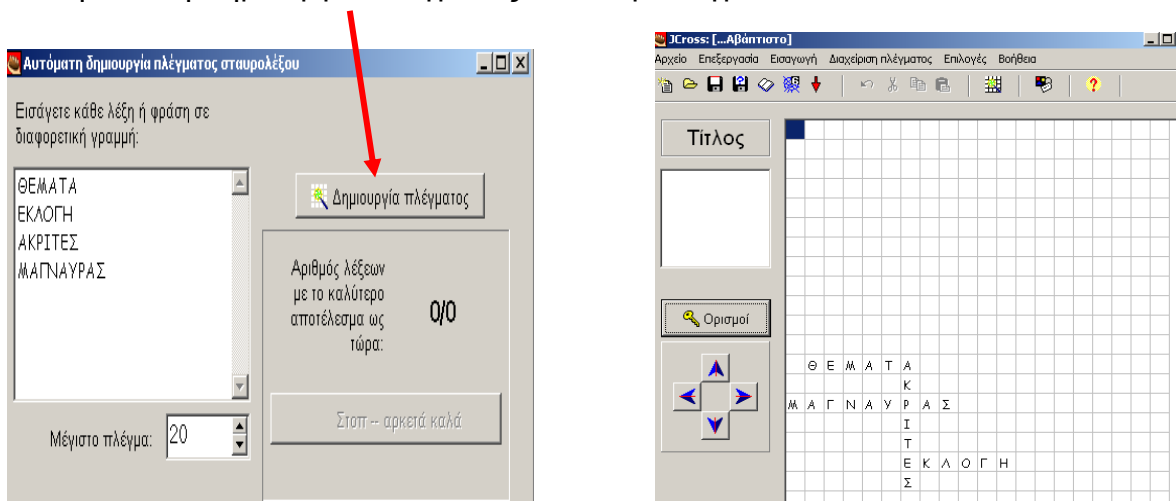 Αυτόματη δημιουργία πλέγματος σταυρολέξου
Εισάγετε κάθε λέξη ή φράση σε
διαφορετική γραμμή:
ΘΕΜΑΤΑ
ΕΚΛΟΓΗ
ΑΚΡΙΤΕΣ
ΜΑΓΝΑΥΡΑΣ
Μέγιστο πλέγμα: 20
Δημιουργία πλέγματος
Αριθμός λέξεων
με το καλύτερο
αποτέλεσμα ως
τώρα:
0/0
Στοπ -- αρκετά καλά
JCross: [...Αβάπτιστο]
Αρχείο Επεξεργασία Εισαγωγή Διαχείριση πλέγματος Επιλογές Βοήθεια
Τίτλος
Ορισμοί
Θ Ε Μ Α Τ Α
Κ
Μ Α Γ Ν Α Υ Ρ Α Σ
Ι
Τ
Ε Κ Λ Ο Γ Η
Σ